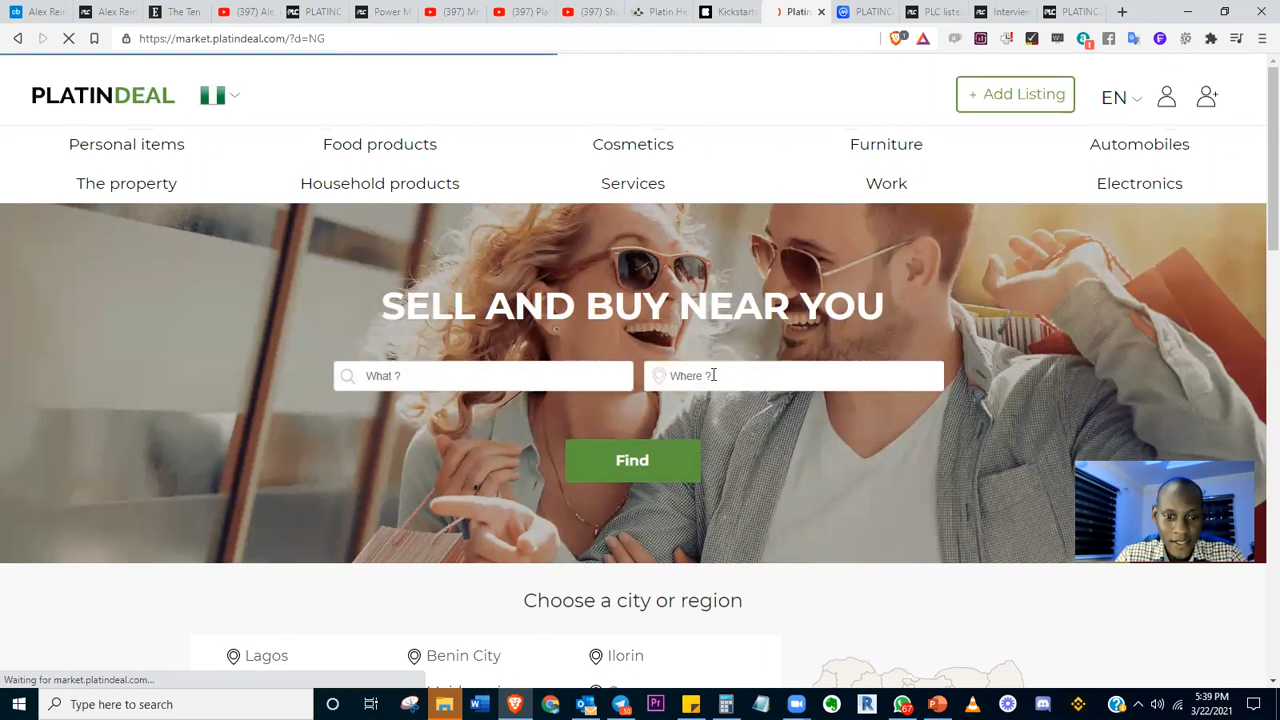 Alex Rein
Alex Rein
The Ten
(397) Al
PLATINC
Power M
(397) Mr
(397) Pla
(397) Sh
Platin He
Kickstart
Platin
PLATINC
PLC liste
Interview
PLATINC
https://market.platindeal.com/?d=NG
PLATINDEAL
+ Add Listing
EN
Personal items
Food products
Cosmetics
Furniture
Automobiles
The property
Household products
Services
Work
Electronics
SELL AND BUY NEAR YOU
What ?
Where ?
Find
Choose a city or region
Lagos
Benin City
Ilorin
Waiting for market.platindeal.com...
Type here to search
5:39 PM
3/22/2021